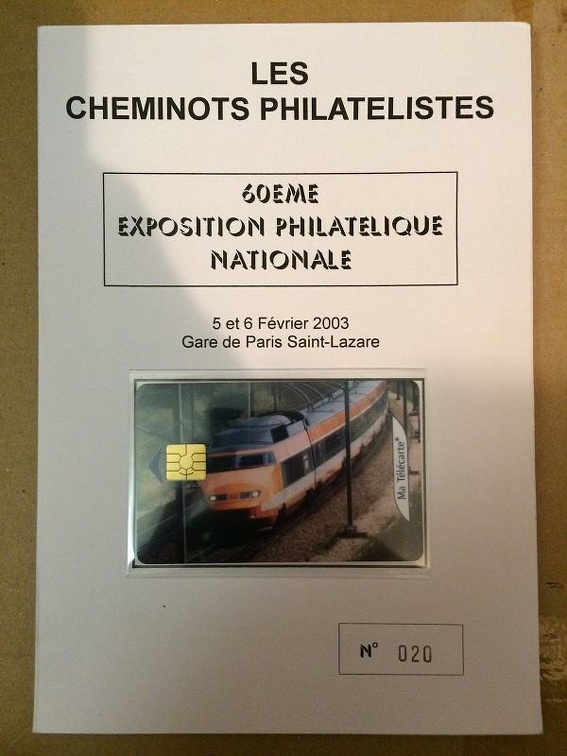 LES
CHEMINOTS PHILATELISTES
60EME
EXPOSITION PHILATELIQUE
NATIONALE
5 et 6 Février 2003
Gare de Paris Saint-Lazare
Ma Télécarte®
N° 020